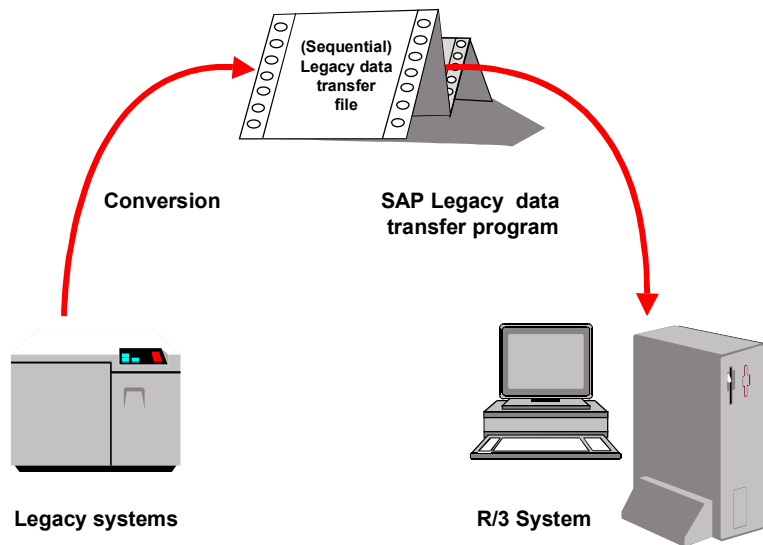 (Sequential)
Legacy data
transfer
file
Conversion
SAP Legacy data
transfer program
Legacy systems
R/3 System